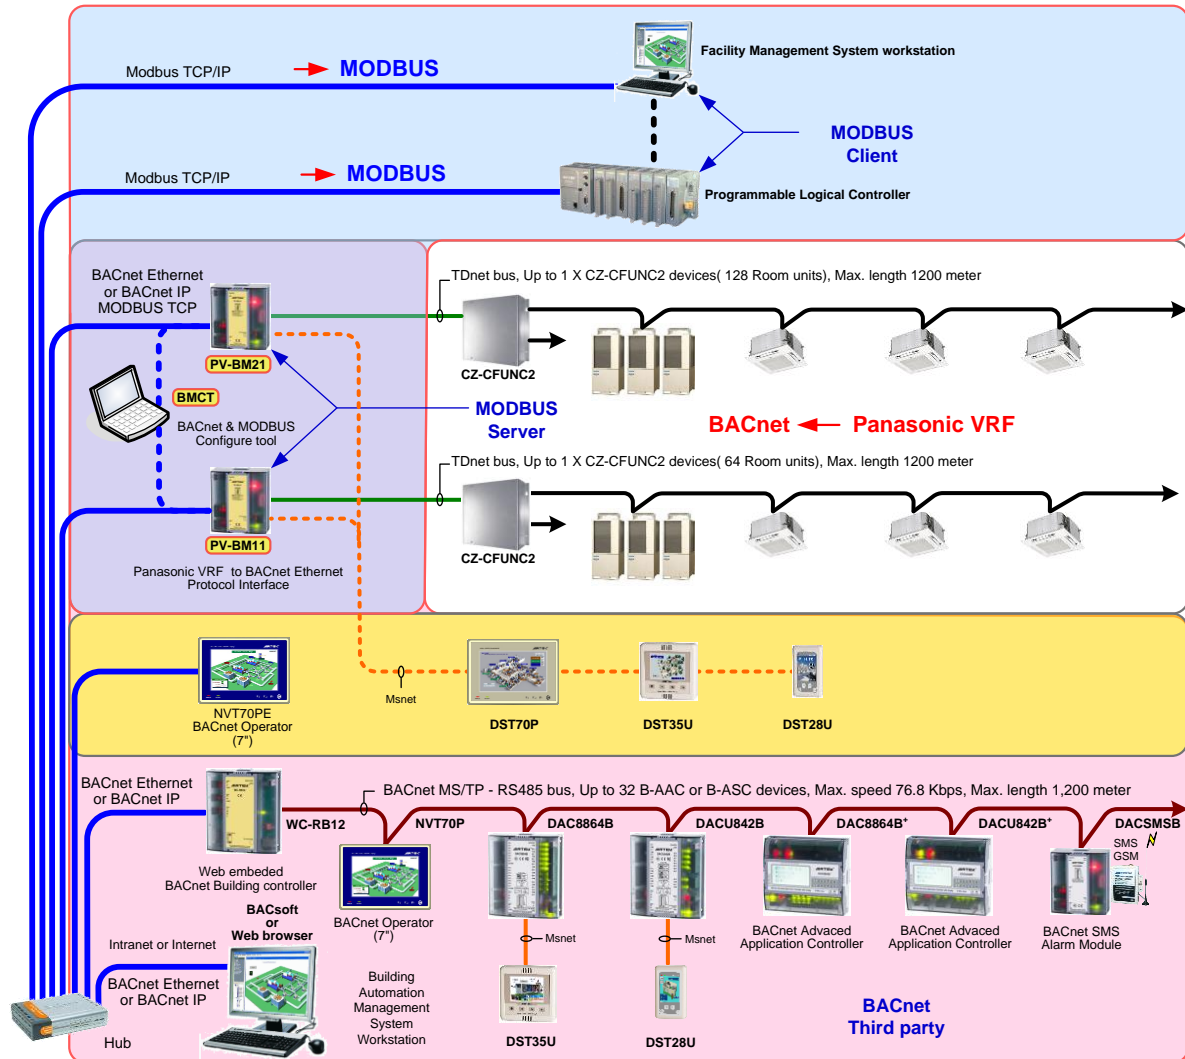 Facility Management System workstation
Modbus TCP/IP
MODBUS
MODBUS
Client
Modbus TCP/IP
MODBUS
Programmable Logical Controller
BACnet Ethernet
or BACnet IP
MODBUS TCP
TDnet bus, Up to 1 X CZ-CFUNC2 devices( 128 Room units), Max. length 1200 meter
PV-BM21
CZ-CFUNC2
BMCT
BACnet & MODBUS
Configure tool
MODBUS
Server
BACnet
Panasonic VRF
TDnet bus, Up to 1 X CZ-CFUNC2 devices( 64 Room units), Max. length 1200 meter
PV-BM11
CZ-CFUNC2
Panasonic VRF to BACnet Ethernet
Protocol Interface
NVT70PE
BACnet Operator
(7")
Msnet
DST70P
DST35U
DST28U
BACnet Ethernet
or BACnet IP
BACnet MS/TP - RS485 bus, Up to 32 B-AAC or B-ASC devices, Max. speed 76.8 Kbps, Max. length 1,200 meter
WC-RB12
NVT70P
DAC8864B
DACU842B
DAC8864B+
DACU842B+
DACSMSB
SMS
GSM
Web embeded
BACnet Building controller
BACnet Operator
(7")
BACnet Advaced
Application Controller
BACnet Advaced
Application Controller
BACnet SMS
Alarm Module
BACsoft
or
Web browser
Msnet
Msnet
Intranet or Internet
BACnet Ethernet
or BACnet IP
Building
Automation
Management
System
Workstation
DST35U
DST28U
BACnet
Third party
Hub